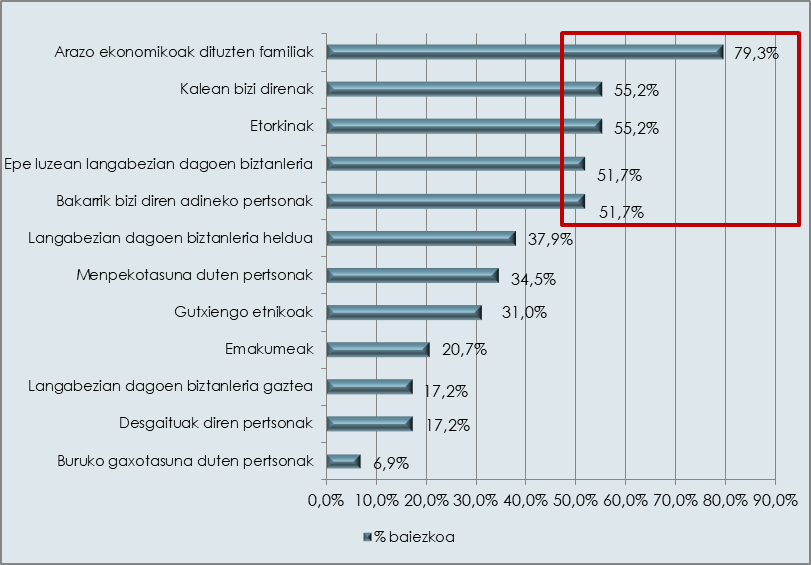 Arazo ekonomikoak dituzten familiak 79,3%
Kalean bizi direnak 55,2%
Etorkinak 55,2%
Epe luzean langabezian dagoen biztanleria 51,7%
Bakarrik bizi diren adineko pertsonak 51,7%
Langabezian dagoen biztanleria heldua 37,9%
Menpekotasuna duten pertsonak 34,5%
Gutxiengo etnikoak 31,0%
Emakumeak 20,7%
Langabezian dagoen biztanleria gaztea 17,2%
Desgaituak diren pertsonak 17,2%
Buruko gaxotasuna duten pertsonak 6,9%
0,0% 10,0% 20,0% 30,0% 40,0% 50,0% 60,0% 70,0% 80,0% 90,0%
% baiezkoa